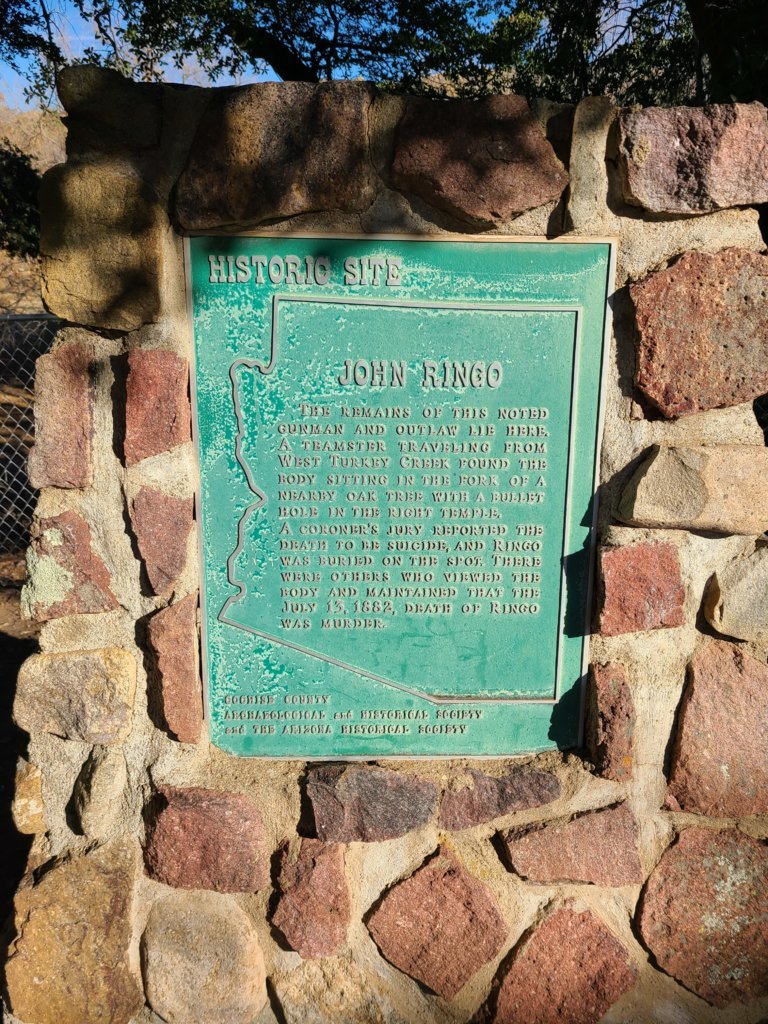 HISTORIC SITE
JOHN RINGO
THE REMAINS OF THIS NOTED
GUNMAN AND OUTLAW LIE HERE.
A TEAMSTER TRAVELING FROM
WEST TURKEY CREEK FOUND THE
BODY SITTING IN THE FORK OF A
NEARBY OAK TREE WITH A BULLET
HOLE IN THE RIGHT TEMPLE.
A CORONER'S JURY REPORTED THE
DEATH TO BE SUICIDE, AND RINGO
WAS BURIED ON THE SPOT. THERE
WERE OTHERS WHO VIEWED THE
BODY AND MAINTAINED THAT THE
JULY 13, 1882, DEATH OF RINGO
WAS MURDER.
COCHISE COUNTY
ARCHAEOLOGICAL and HISTORICAL SOCIETY
and THE ARIZONA HISTORICAL SOCIETY